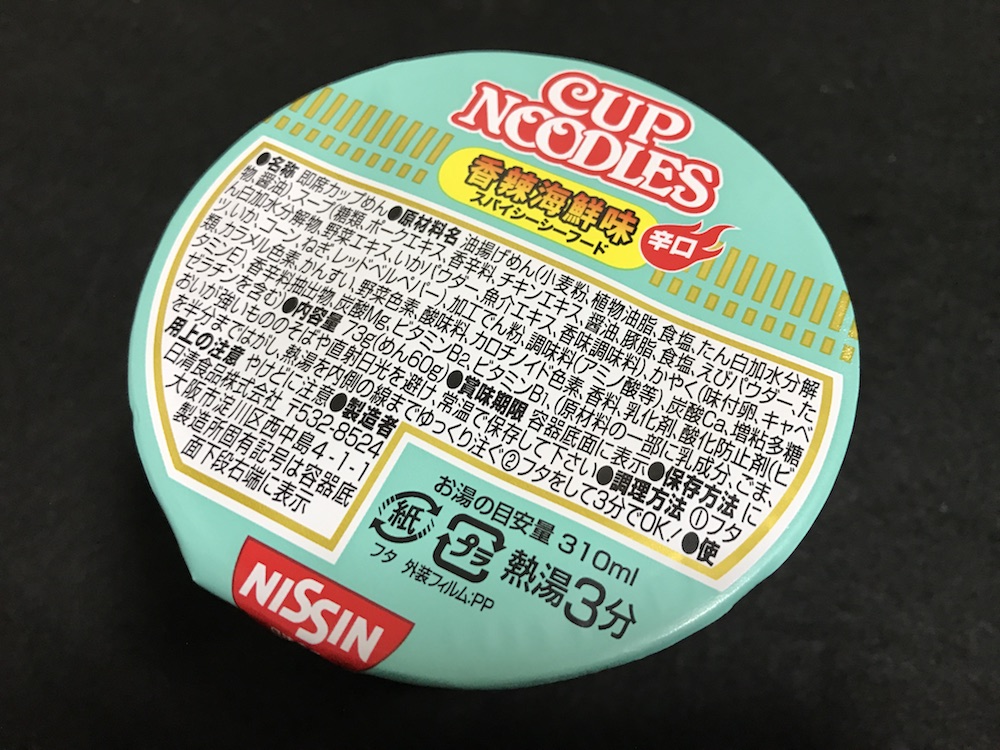 CUP
NOODLES
香辣海鮮味
スパイシーシーフード
辛口
●名称 即席カップめん●原材料名 油揚げめん(小麦粉、植物油脂、食塩、たん白加水分解
物、醤油)、スープ(糖類、ポークエキス、香辛料、チキンエキス、醤油、豚脂、食塩、えびパウダー、た
ん白加水分解物、野菜エキス、いかパウダー、魚介エキス、香味調味料)、かやく(味付卵、キャベ
ツ、いか、コーン、ねぎ、レッドベルペパー)、加工でん粉、調味料(アミノ酸等)、炭酸Ca、増粘多糖
類、カラメル色素、かんすい、野菜色素、酸味料、カロチノイド色素、香料、乳化剤、酸化防止剤(ビ
タミンE)、香辛料抽出物、炭酸Mg、ビタミンB2、ビタミンB1、(原材料の一部に乳成分、ごま、
ゼラチンを含む)●内容量 73g(めん60g)●賞味期限 容器底面に表示●保存方法 に
おいが強いもののそばや直射日光を避け、常温で保存して下さい●調理方法 ①フタ
を半分まではがし、熱湯を内側の線までゆっくり注ぐ②フタをして3分でOK!●使
用上の注意 やけどに注意●製造者
日清食品株式会社 〒532-8524
大阪市淀川区西中島4-1-1
製造所固有記号は容器底
面下段右端に表示
お湯の目安量 310ml
紙
プラ
熱湯3分
フタ 外装フィルム:PP
NISSIN